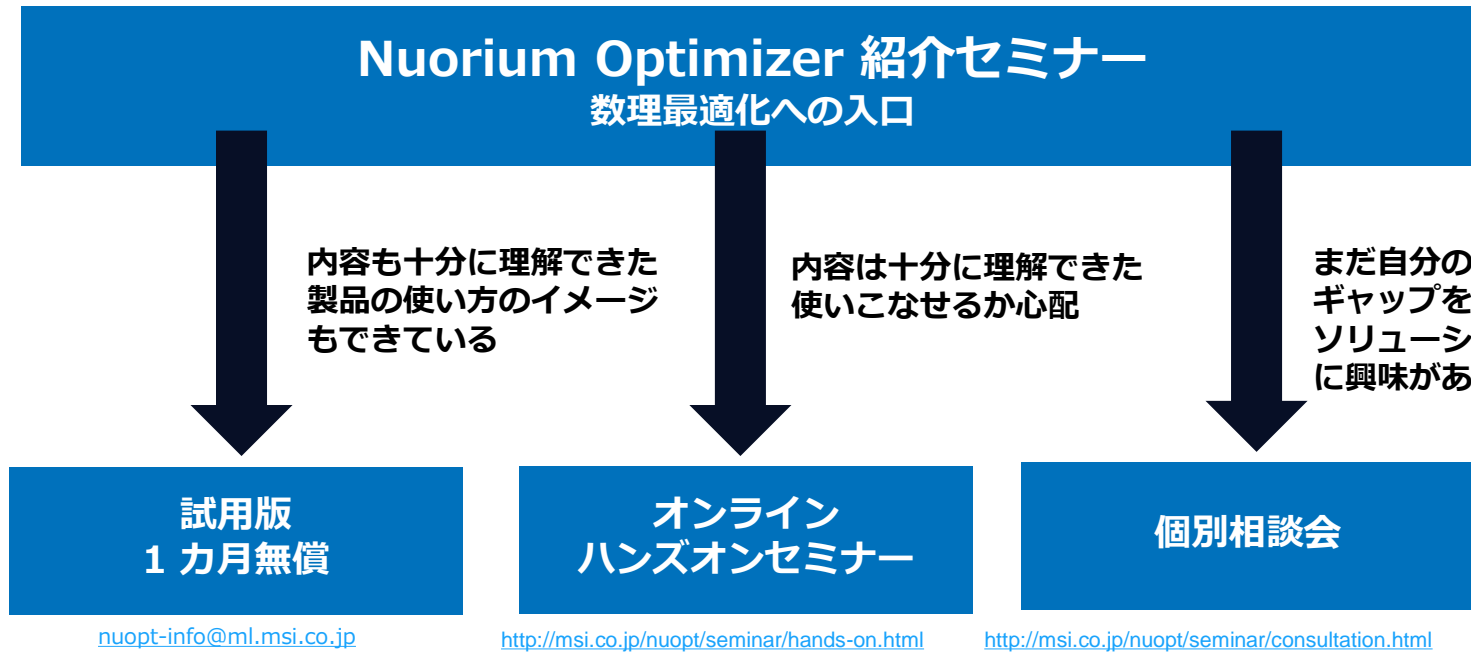 Nuorium Optimizer 紹介セミナー
数理最適化への入口
内容も十分に理解できた
製品の使い方のイメージ
もできている
内容は十分に理解できた
使いこなせるか心配
まだ自分の
ギャップを
ソリューシ
に興味があ
試用版
1 カ月無償
nuopt-info@ml.msi.co.jp
オンライン
ハンズオンセミナー
http://msi.co.jp/nuopt/seminar/hands-on.html
個別相談会
http://msi.co.jp/nuopt/seminar/consultation.html